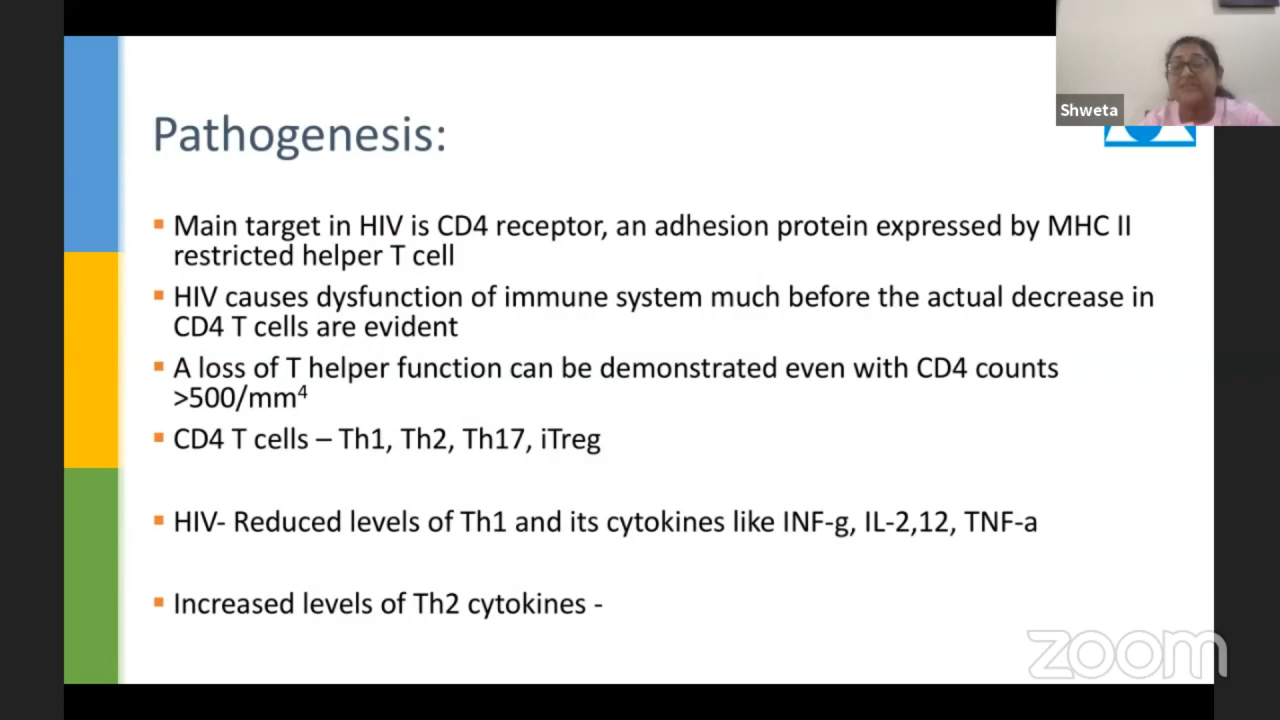 Shweta
Pathogenesis:
▪ Main target in HIV is CD4 receptor, an adhesion protein expressed by MHC II
restricted helper T cell
▪ HIV causes dysfunction of immune system much before the actual decrease in
CD4 T cells are evident
▪ A loss of T helper function can be demonstrated even with CD4 counts
>500/mm⁴
▪ CD4 T cells – Th1, Th2, Th17, iTreg
▪ HIV- Reduced levels of Th1 and its cytokines like INF-g, IL-2,12, TNF-a
▪ Increased levels of Th2 cytokines -
zoom